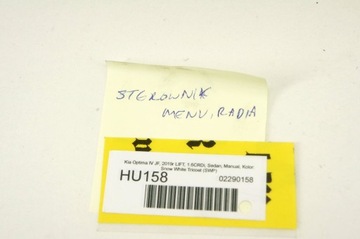 STEROWNIK
MENU, RADIA
Kia Optima IV JF, 2019r LIFT, 1.6CRDi, Sedan, Manual, Kolor:
Snow White Tricoat (SWP)
HU158
02290158